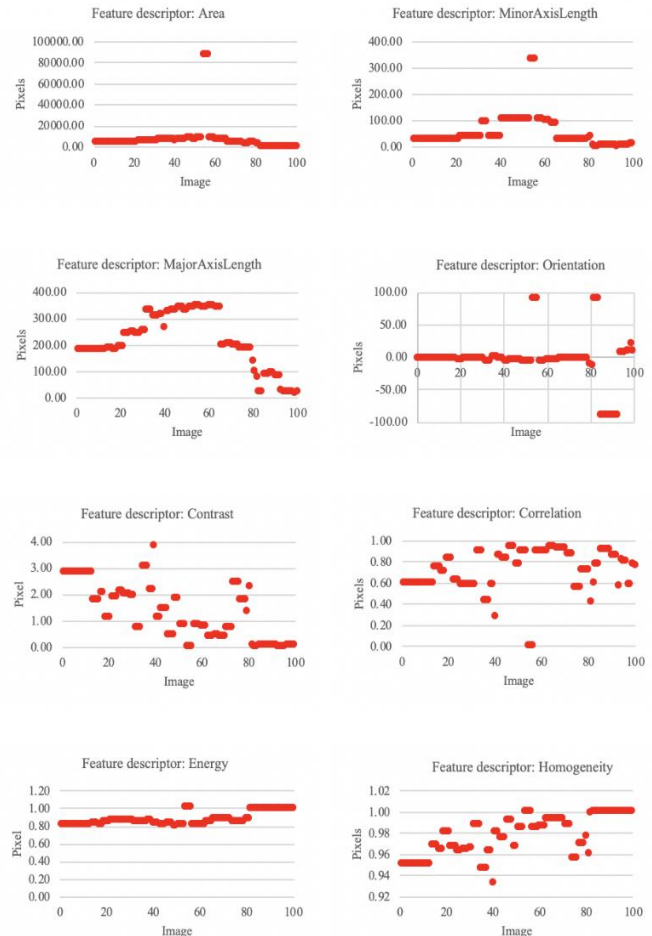 Feature descriptor: Area
100000.00
80000.00
60000.00
40000.00
20000.00
0.00
Pixels
0 20 40 60 80 100
Image
Feature descriptor: MinorAxisLength
400.00
300.00
200.00
100.00
0.00
Pixels
0 20 40 60 80 100
Image
Feature descriptor: MajorAxisLength
400.00
300.00
200.00
100.00
0.00
Pixels
0 20 40 60 80 100
Image
Feature descriptor: Orientation
100.00
50.00
0.00
-50.00
-100.00
Pixels
0 20 40 60 80 100
Image
Feature descriptor: Contrast
4.00
3.00
2.00
1.00
0.00
Pixel
0 20 40 60 80 100
Image
Feature descriptor: Correlation
1.00
0.80
0.60
0.40
0.20
0.00
Pixels
0 20 40 60 80 100
Image
Feature descriptor: Energy
1.20
1.00
0.80
0.60
0.40
0.20
0.00
Pixel
0 20 40 60 80 100
Image
Feature descriptor: Homogeneity
1.02
1.00
0.98
0.96
0.94
0.92
Pixel
0 20 40 60 80 100
Image